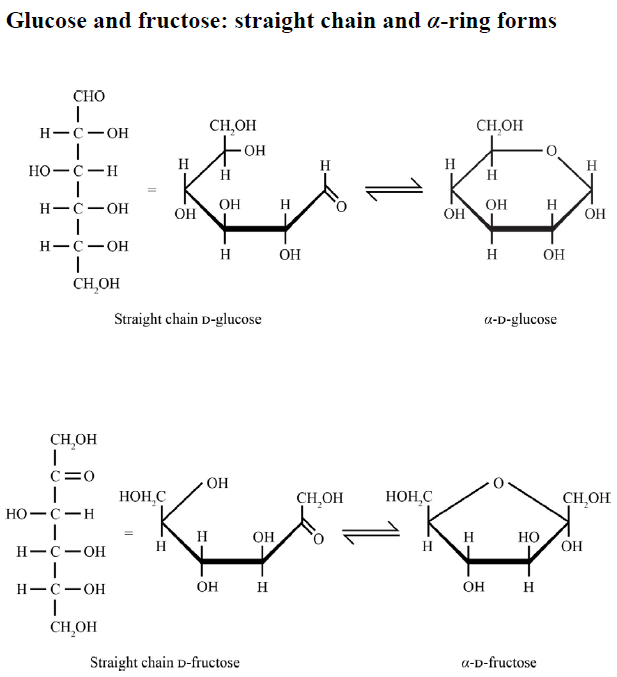 Glucose and fructose: straight chain and α-ring forms
CHO
H—C—OH
HO—C—H
H—C—OH
H—C—OH
CH₂OH
=
CH₂OH
OH
H
H
OH
OH
H
H
OH
H
O
CH₂OH
O
H
H
H
OH
OH
H
OH
H
OH
Straight chain D-glucose
α-D-glucose
CH₂OH
C=O
HO—C—H
H—C—OH
H—C—OH
CH₂OH
=
HOH₂C
OH
CH₂OH
H
H
OH
O
OH
H
HOH₂C
O
CH₂OH
H
H
HO
OH
OH
H
Straight chain D-fructose
α-D-fructose